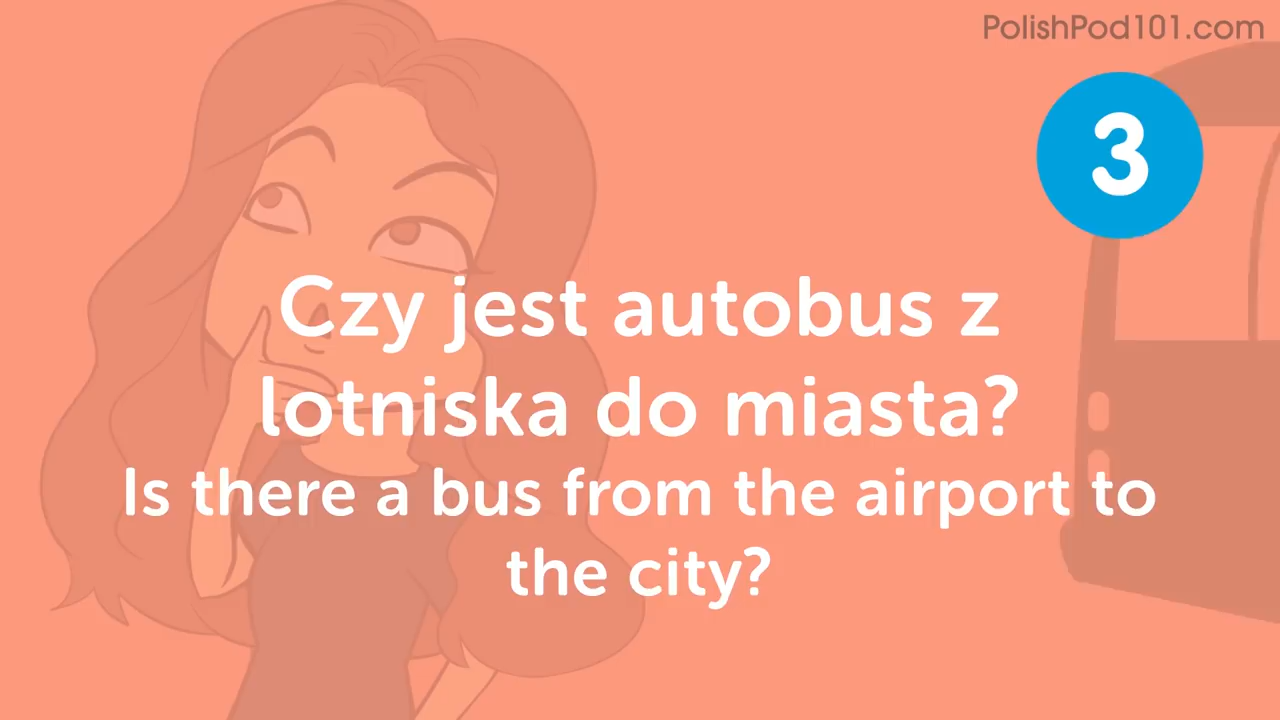 PolishPod101.com
3
Czy jest autobus z
lotniska do miasta?
Is there a bus from the airport to
the city?